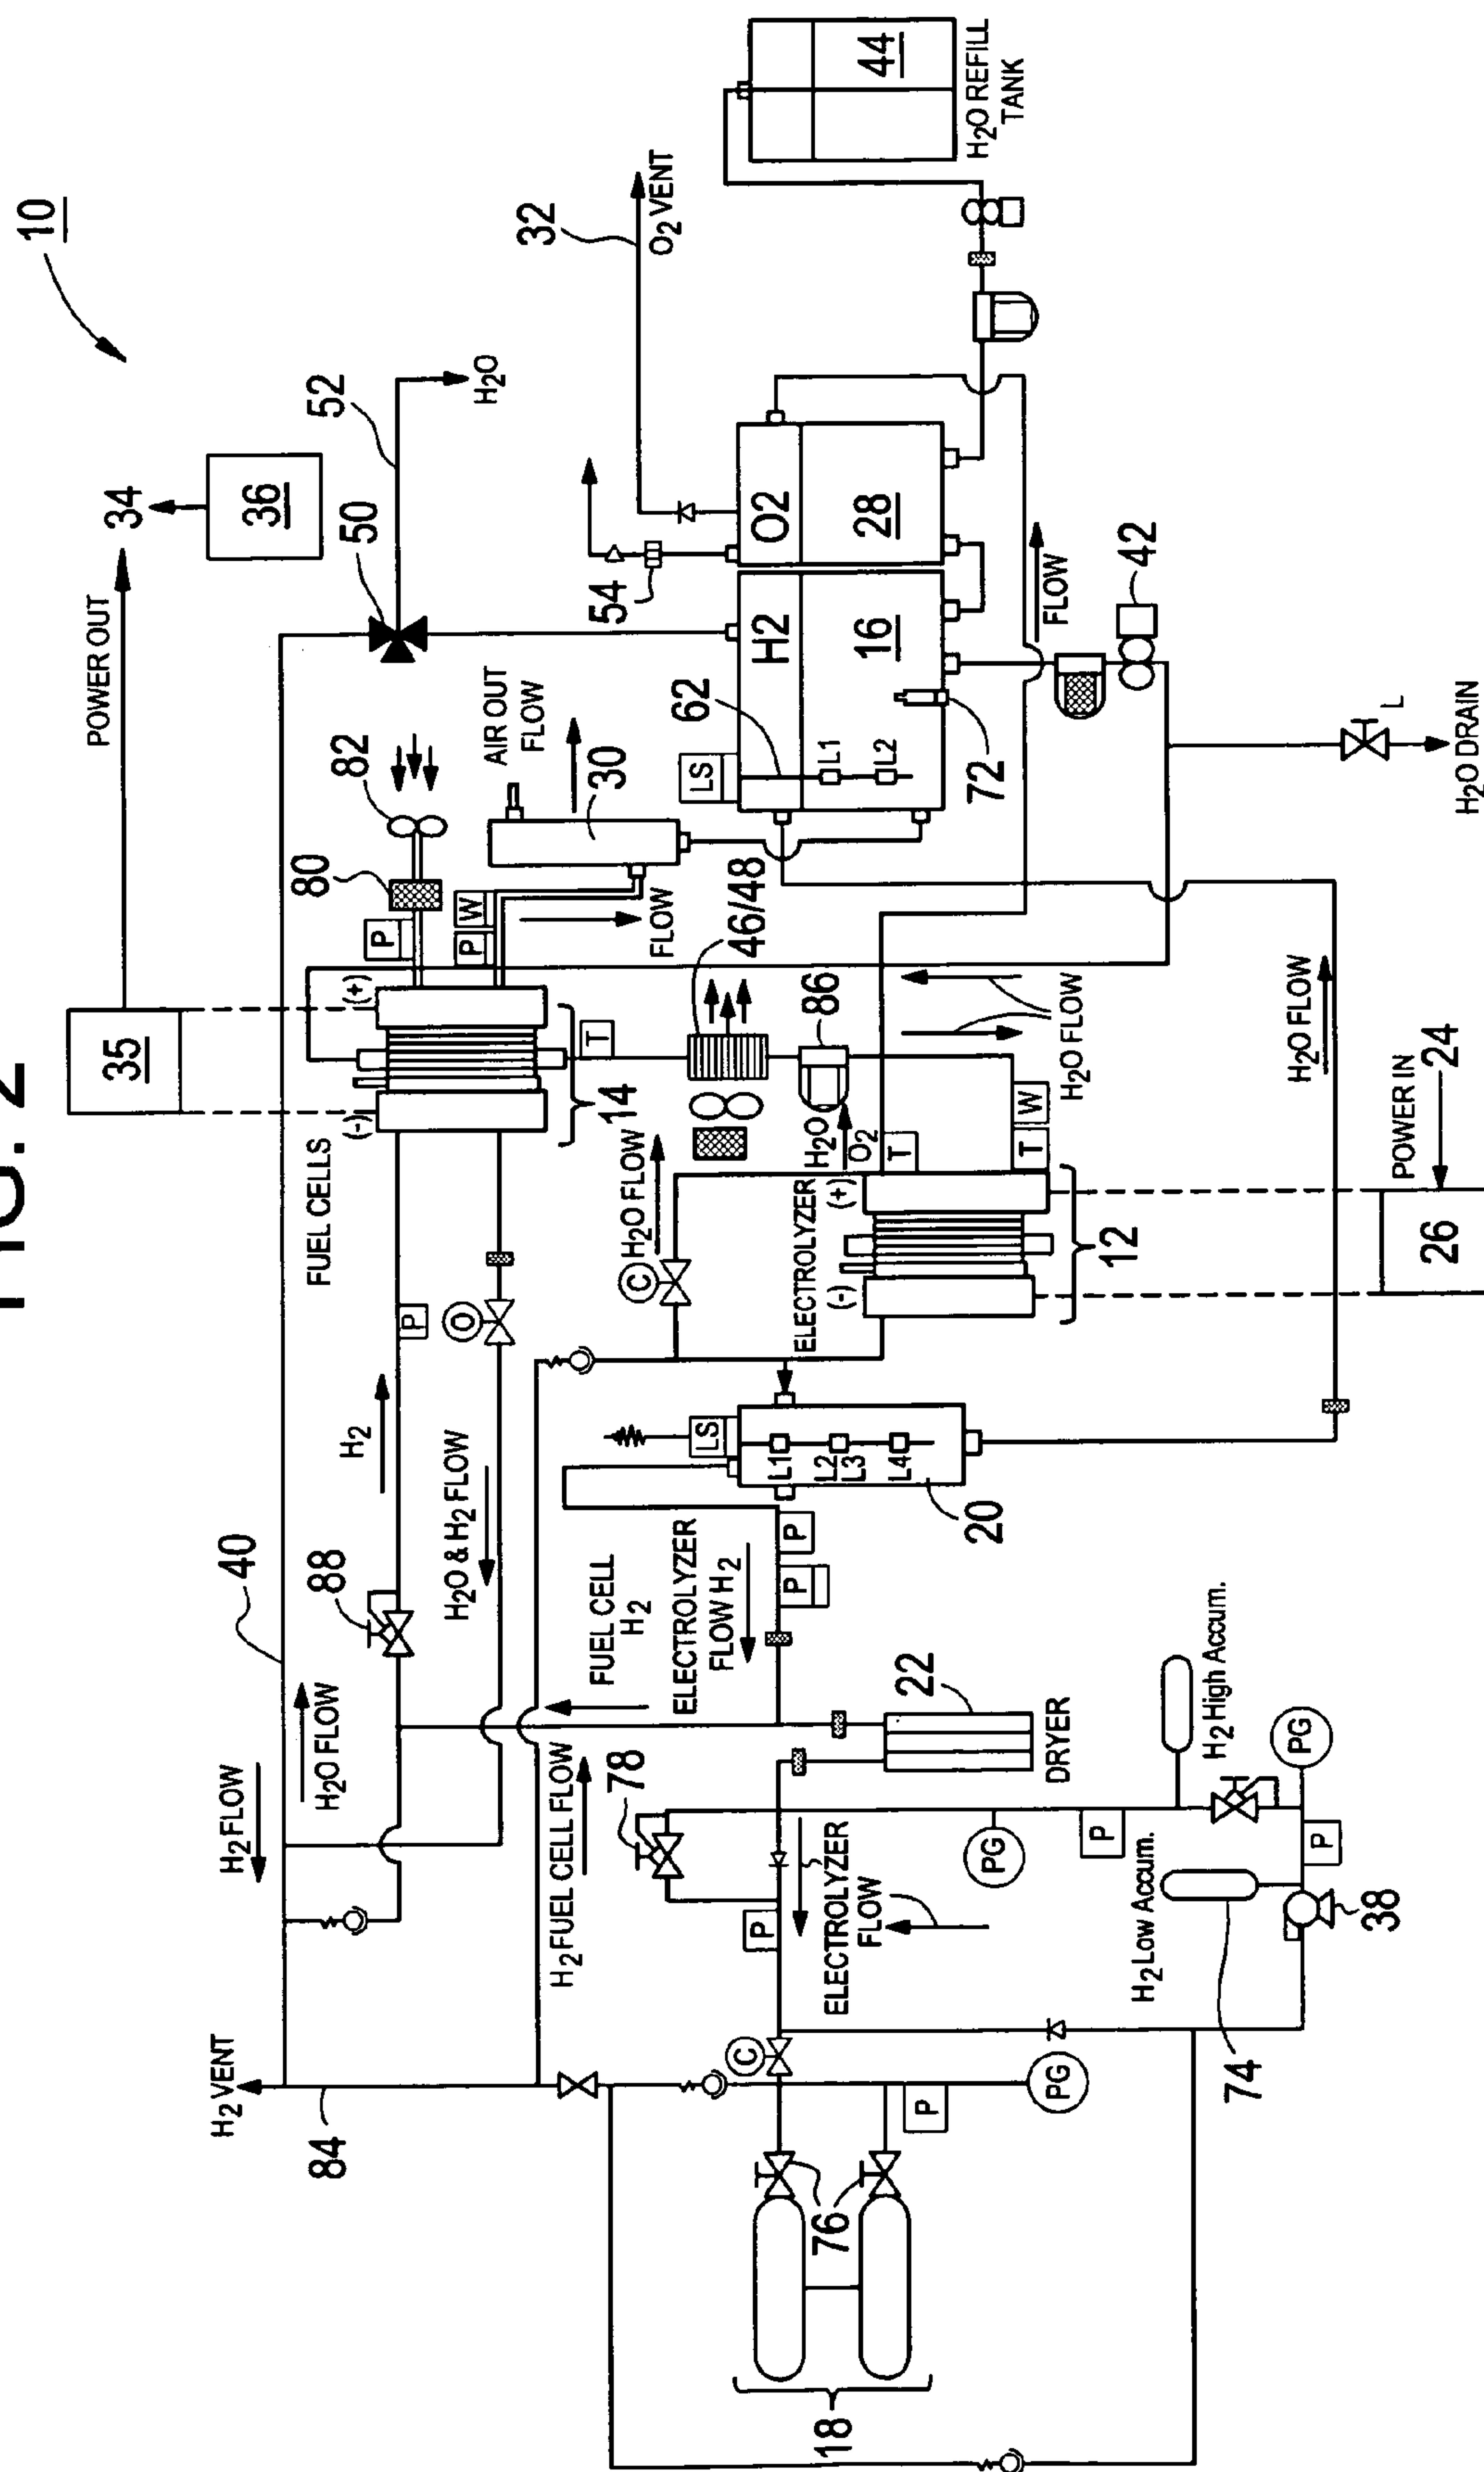 FIG. 2
10
POWER OUT
34
35
36
50
52
H2O
32
O2 VENT
44
H2O REFILL
TANK
54
O2
28
H2
16
62
LS
L1
L2
72
FLOW
42
L
H2O DRAIN
AIR OUT
FLOW
30
82
80
P
P
W
FLOW
46/48
(+)
(-)
FUEL CELLS
14
T
86
H2O FLOW
H2O FLOW
H2O
O2
T
T
W
ELECTROLYZER
(+)
(-)
12
POWER IN
24
26
H2O FLOW
C
P
O
H2
H2O & H2 FLOW
40
88
LS
L1
L2
L3
L4
20
P
P
FUEL CELL
H2
ELECTROLYZER
FLOW H2
22
DRYER
H2 FLOW
H2O FLOW
H2 FUEL CELL FLOW
78
P
ELECTROLYZER
FLOW
PG
P
H2 High Accum.
PG
P
H2 Low Accum.
38
74
H2 VENT
84
C
P
PG
76
18